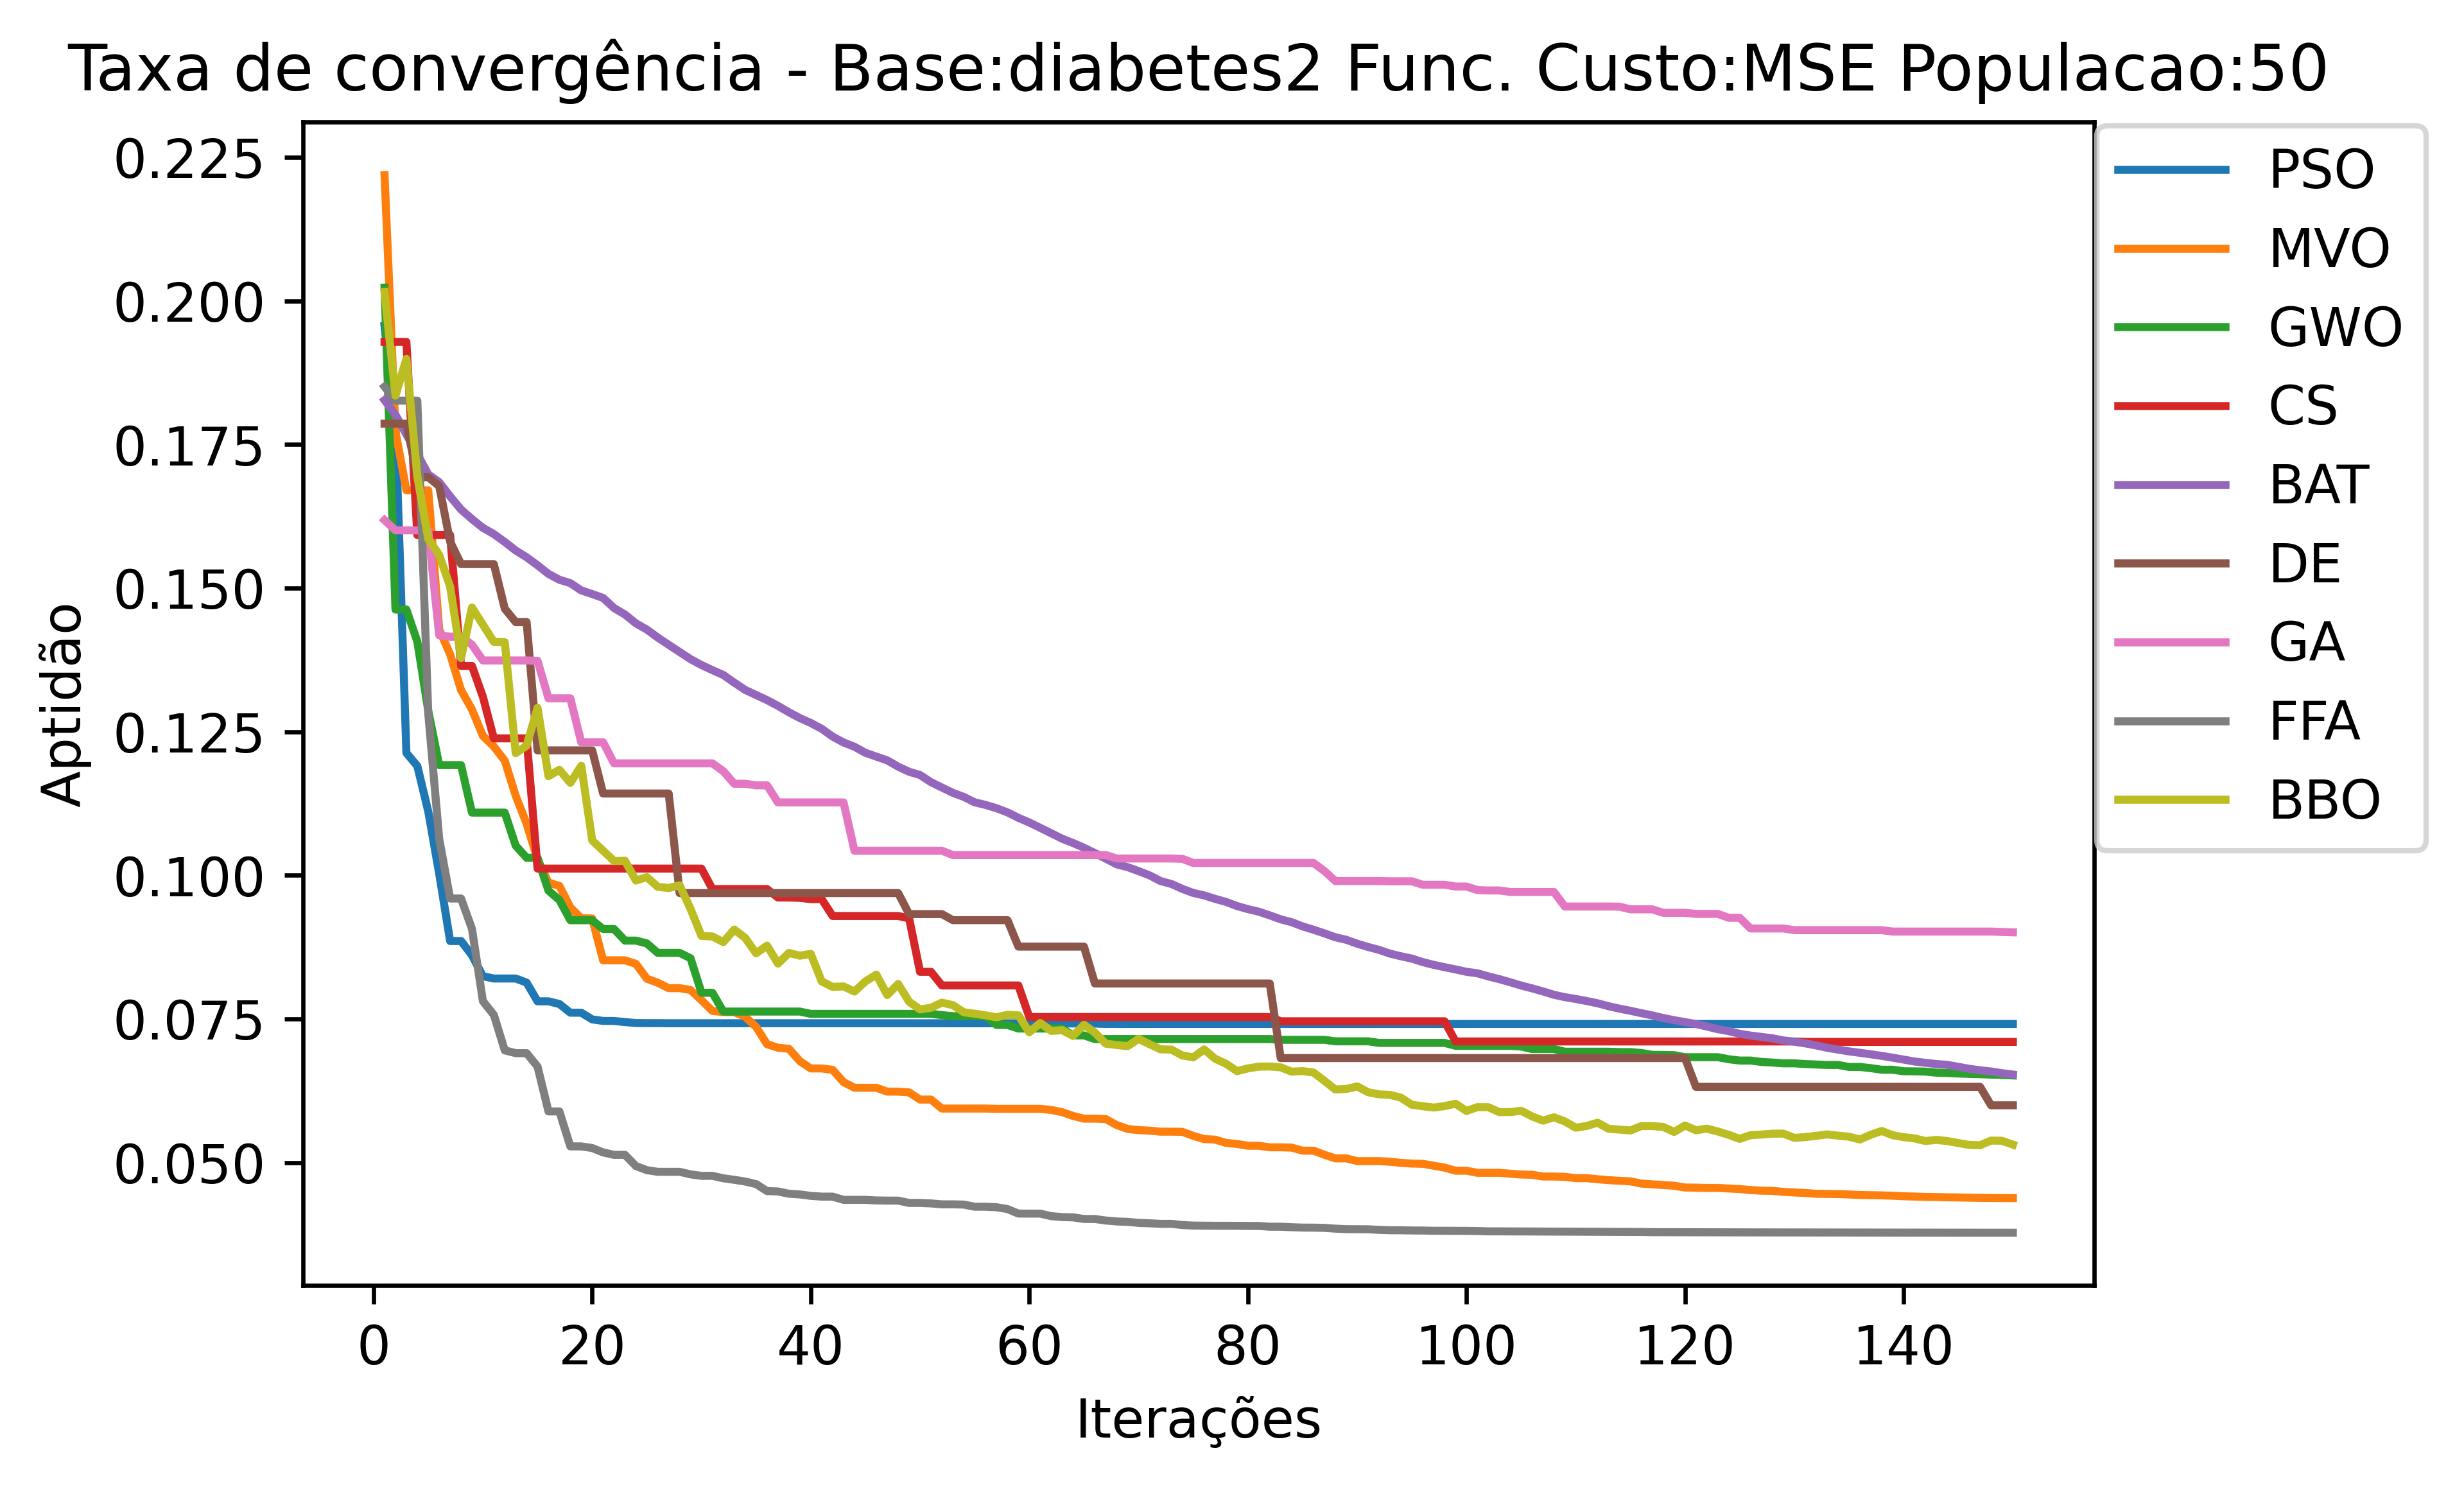 Taxa de convergência - Base:diabetes2 Func. Custo:MSE Populacao:50
0.225
0.200
0.175
0.150
0.125
0.100
0.075
0.050
Aptidão
0 20 40 60 80 100 120 140
Iterações
PSO
MVO
GWO
CS
BAT
DE
GA
FFA
BBO